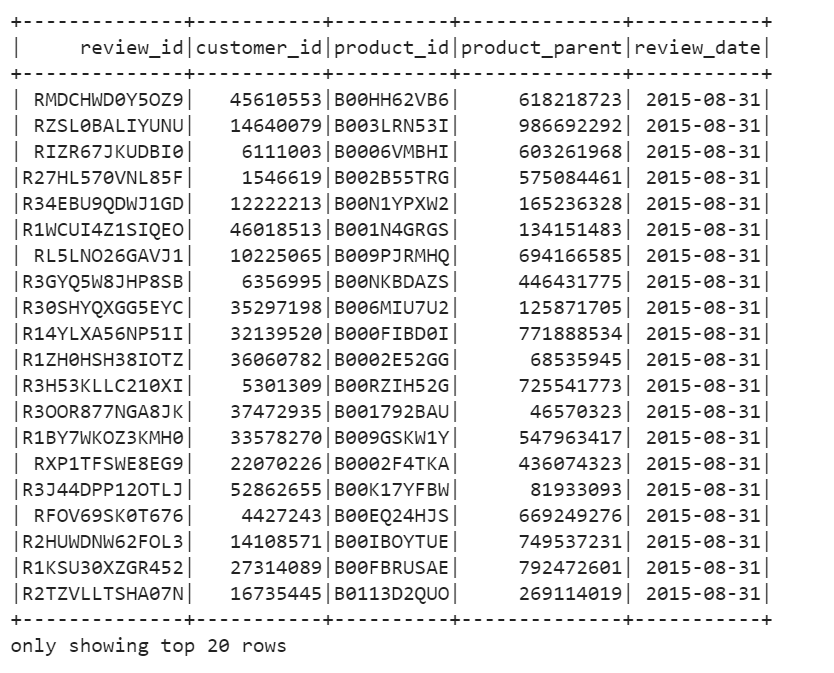 +--------------+-----------+----------+--------------+-----------+
|     review_id|customer_id|product_id|product_parent|review_date|
+--------------+-----------+----------+--------------+-----------+
| RMDCHWD0Y5OZ9|   45610553|B00HH62VB6|     618218723| 2015-08-31|
| RZSL0BALIYUNU|   14640079|B003LRN53I|     986692292| 2015-08-31|
| RIZR67JKUDBI0|    6111003|B0006VMBHI|     603261968| 2015-08-31|
|R27HL570VNL85F|    1546619|B002B55TRG|     575084461| 2015-08-31|
|R34EBU9QDWJ1GD|   12222213|B00N1YPXW2|     165236328| 2015-08-31|
|R1WCUI4Z1SIQEO|   46018513|B001N4GRGS|     134151483| 2015-08-31|
| RL5LNO26GAVJ1|   10225065|B009PJRMHQ|     694166585| 2015-08-31|
|R3GYQ5W8JHP8SB|    6356995|B00NKBDAZS|     446431775| 2015-08-31|
|R30SHYQXGG5EYC|   35297198|B006MIU7U2|     125871705| 2015-08-31|
|R14YLXA56NP51I|   32139520|B000FIBD0I|     771888534| 2015-08-31|
|R1ZH0HSH38IOTZ|   36060782|B0002E52GG|      68535945| 2015-08-31|
|R3H53KLLC210XI|    5301309|B00RZIH52G|     725541773| 2015-08-31|
|R3OOR877NGA8JK|   37472935|B001792BAU|      46570323| 2015-08-31|
|R1BY7WKOZ3KMH0|   33578270|B009GSKW1Y|     547963417| 2015-08-31|
| RXP1TFSWE8EG9|   22070226|B0002F4TKA|     436074323| 2015-08-31|
|R3J44DPP12OTLJ|   52862655|B00K17YFBW|      81933093| 2015-08-31|
| RFOV69SK0T676|    4427243|B00EQ24HJS|     669249276| 2015-08-31|
|R2HUWDNW62FOL3|   14108571|B00IBOYTUE|     749537231| 2015-08-31|
|R1KSU30XZGR452|   27314089|B00FBRUSAE|     792472601| 2015-08-31|
|R2TZVLLTSHA07N|   16735445|B0113D2QUO|     269114019| 2015-08-31|
+--------------+-----------+----------+--------------+-----------+
only showing top 20 rows